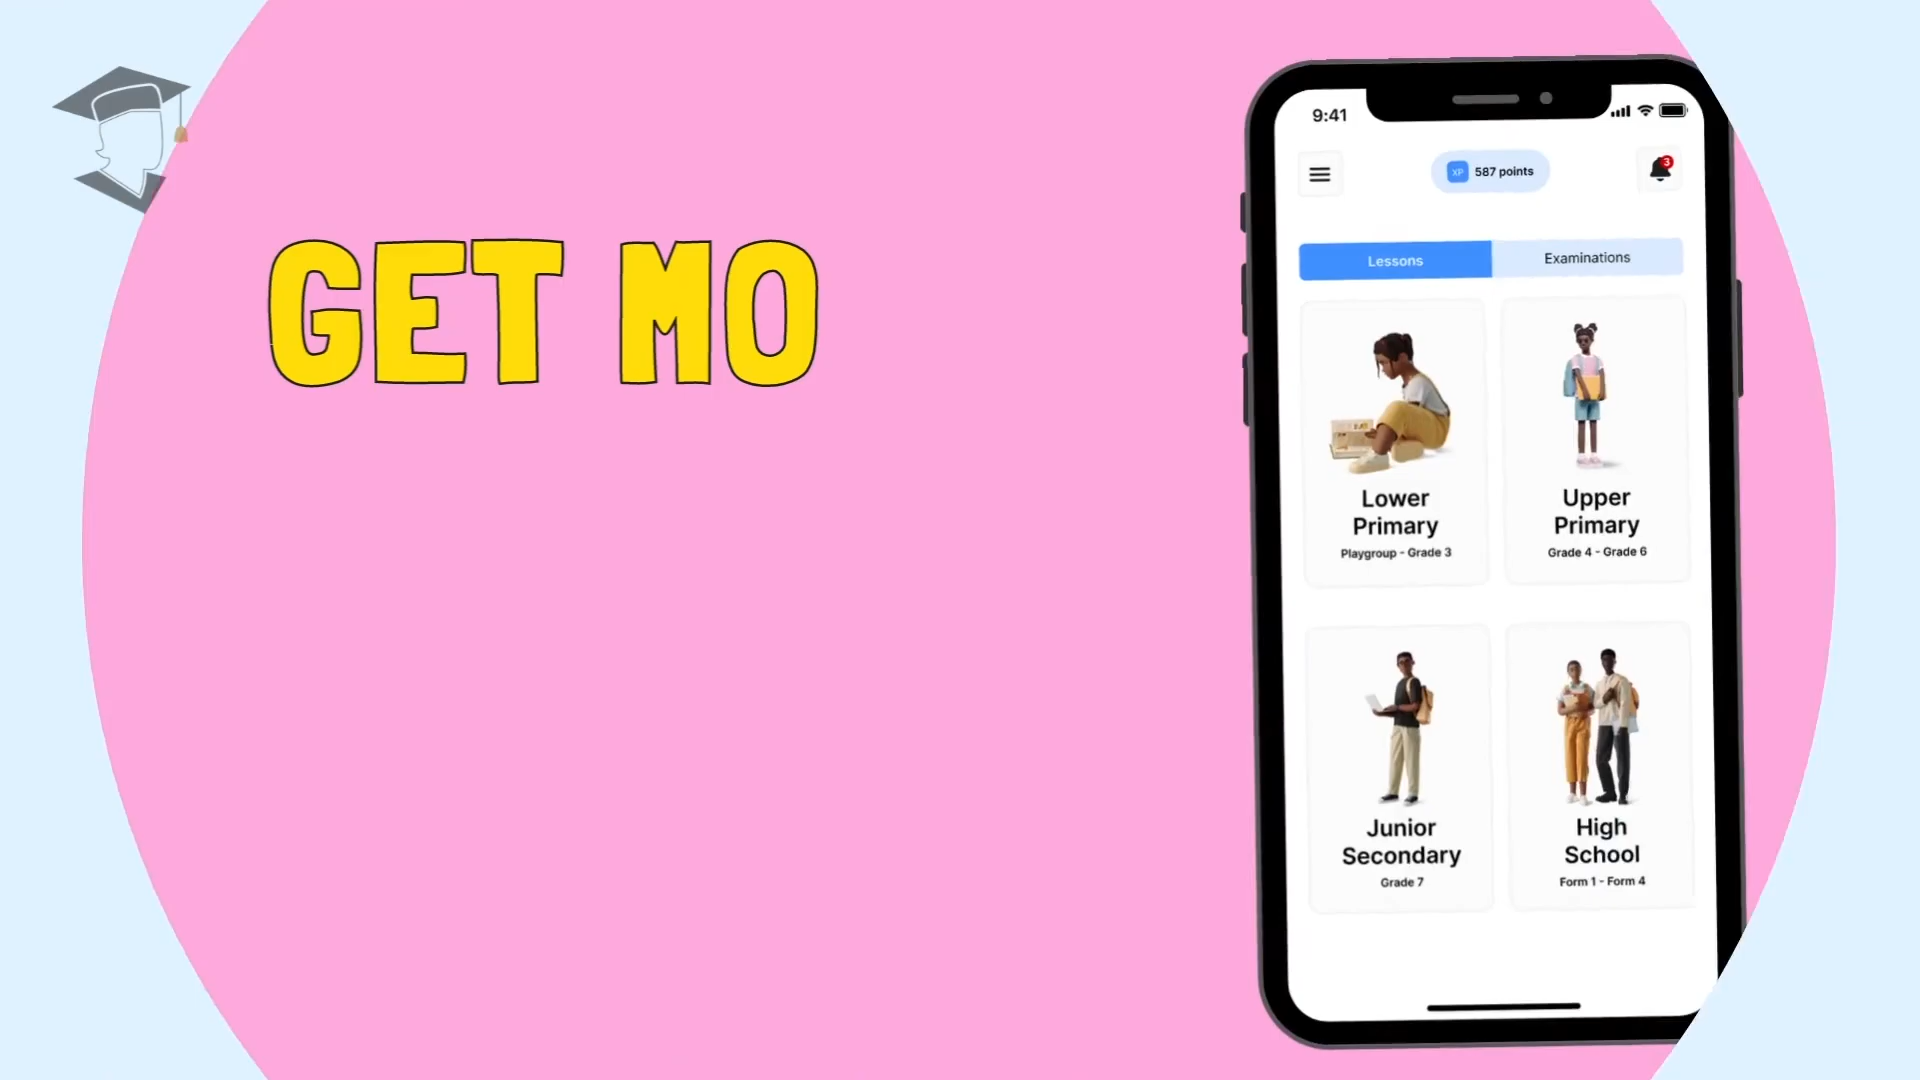 GET MO
9:41
XP 587 points
3
Lessons
Examinations
Lower
Primary
Playgroup - Grade 3
Upper
Primary
Grade 4 - Grade 6
Junior
Secondary
Grade 7
High
School
Form 1 - Form 4